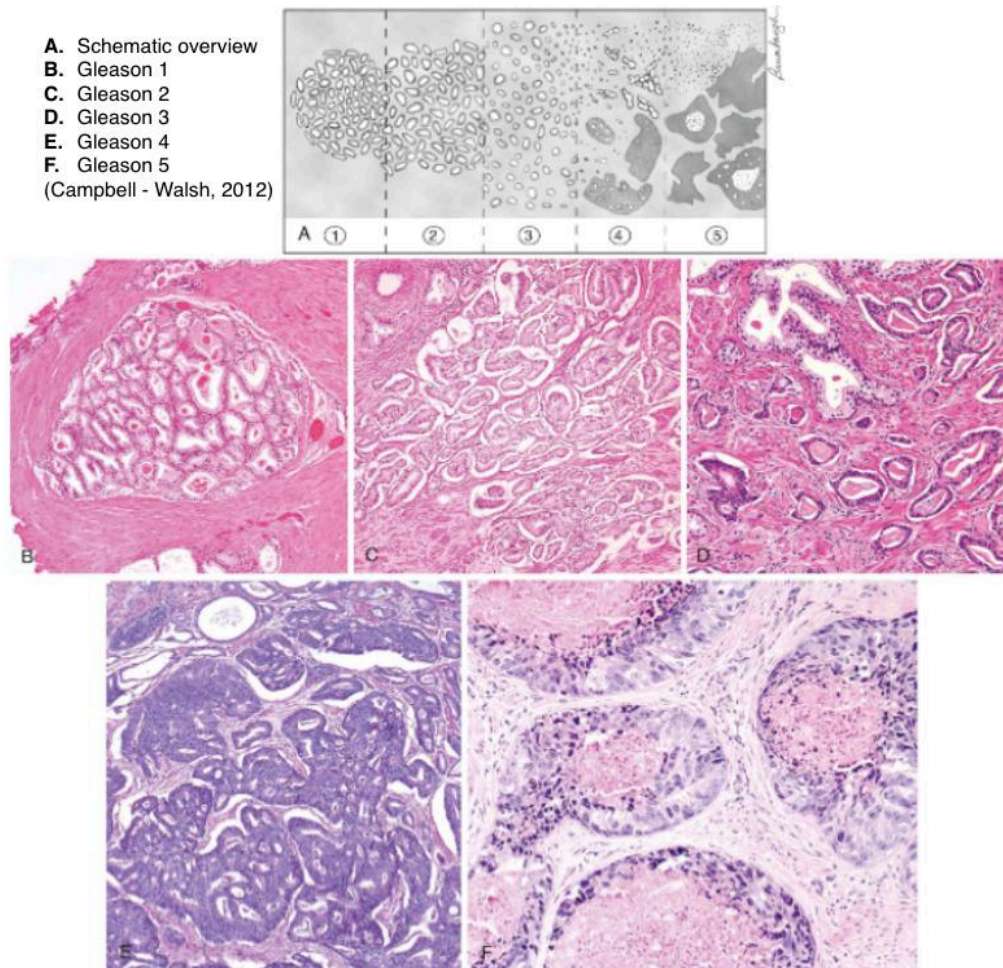 A. Schematic overview
B. Gleason 1
C. Gleason 2
D. Gleason 3
E. Gleason 4
F. Gleason 5
(Campbell - Walsh, 2012)
A 1 2 3 4 5
B
C
D
E
F